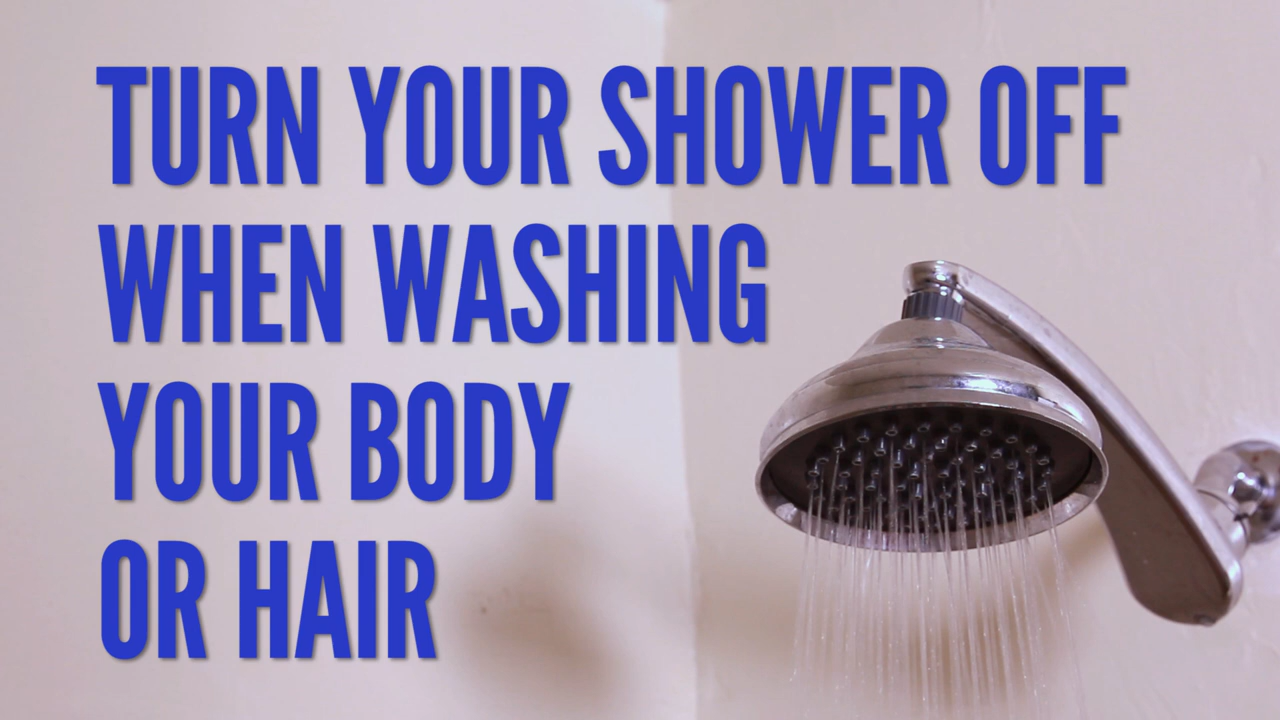 TURN YOUR SHOWER OFF
WHEN WASHING
YOUR BODY
OR HAIR